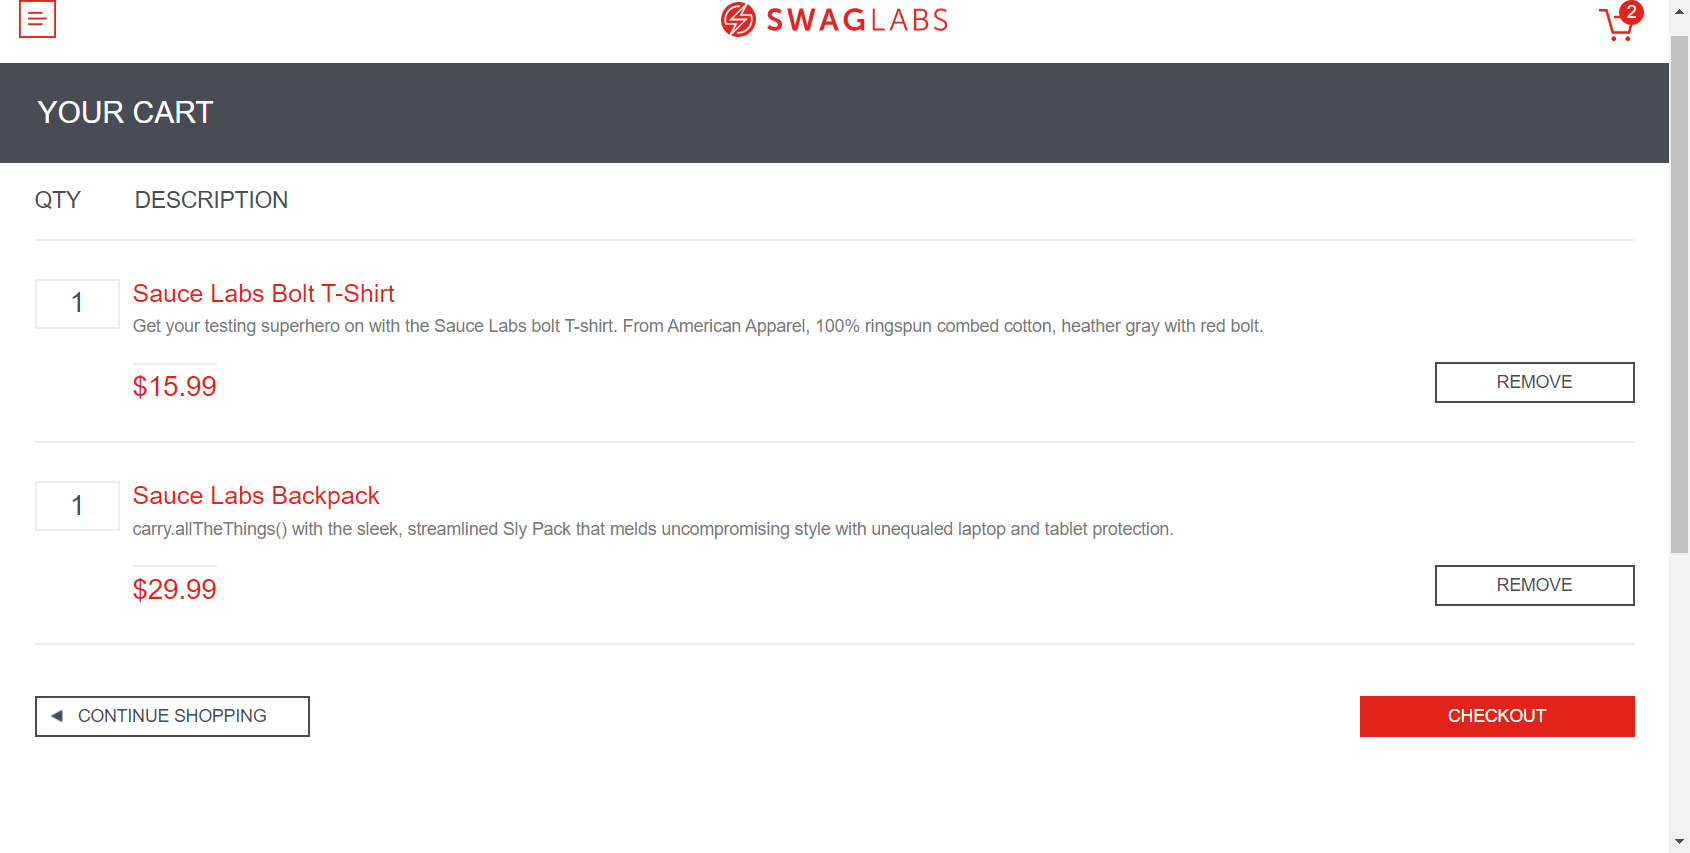 SWAGLABS
2
YOUR CART
QTY DESCRIPTION
1
Sauce Labs Bolt T-Shirt
Get your testing superhero on with the Sauce Labs bolt T-shirt. From American Apparel, 100% ringspun combed cotton, heather gray with red bolt.
$15.99
REMOVE
1
Sauce Labs Backpack
carry.allTheThings() with the sleek, streamlined Sly Pack that melds uncompromising style with unequaled laptop and tablet protection.
$29.99
REMOVE
CONTINUE SHOPPING
CHECKOUT